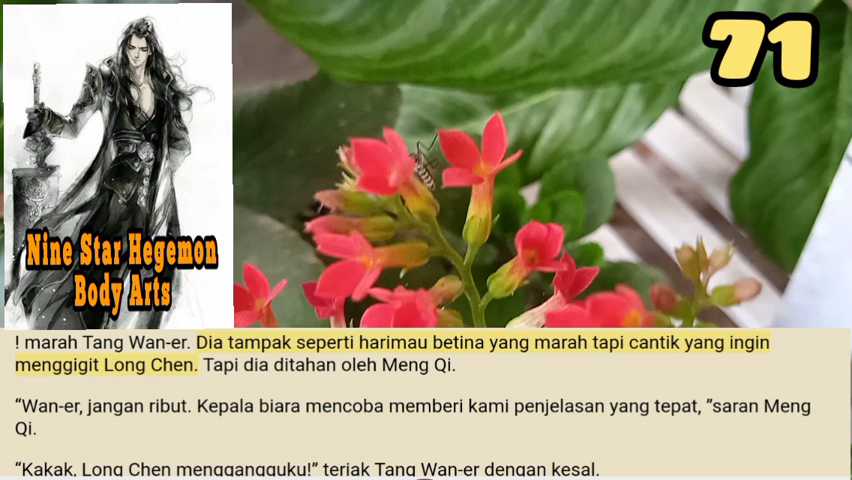 71
Nine Star Hegemon
Body Arts
! marah Tang Wan-er. Dia tampak seperti harimau betina yang marah tapi cantik yang ingin
menggigit Long Chen. Tapi dia ditahan oleh Meng Qi.
“Wan-er, jangan ribut. Kepala biara mencoba memberi kami penjelasan yang tepat, ”saran Meng
Qi.
“Kakak, Long Chen menggangguku!” teriak Tang Wan-er dengan kesal.